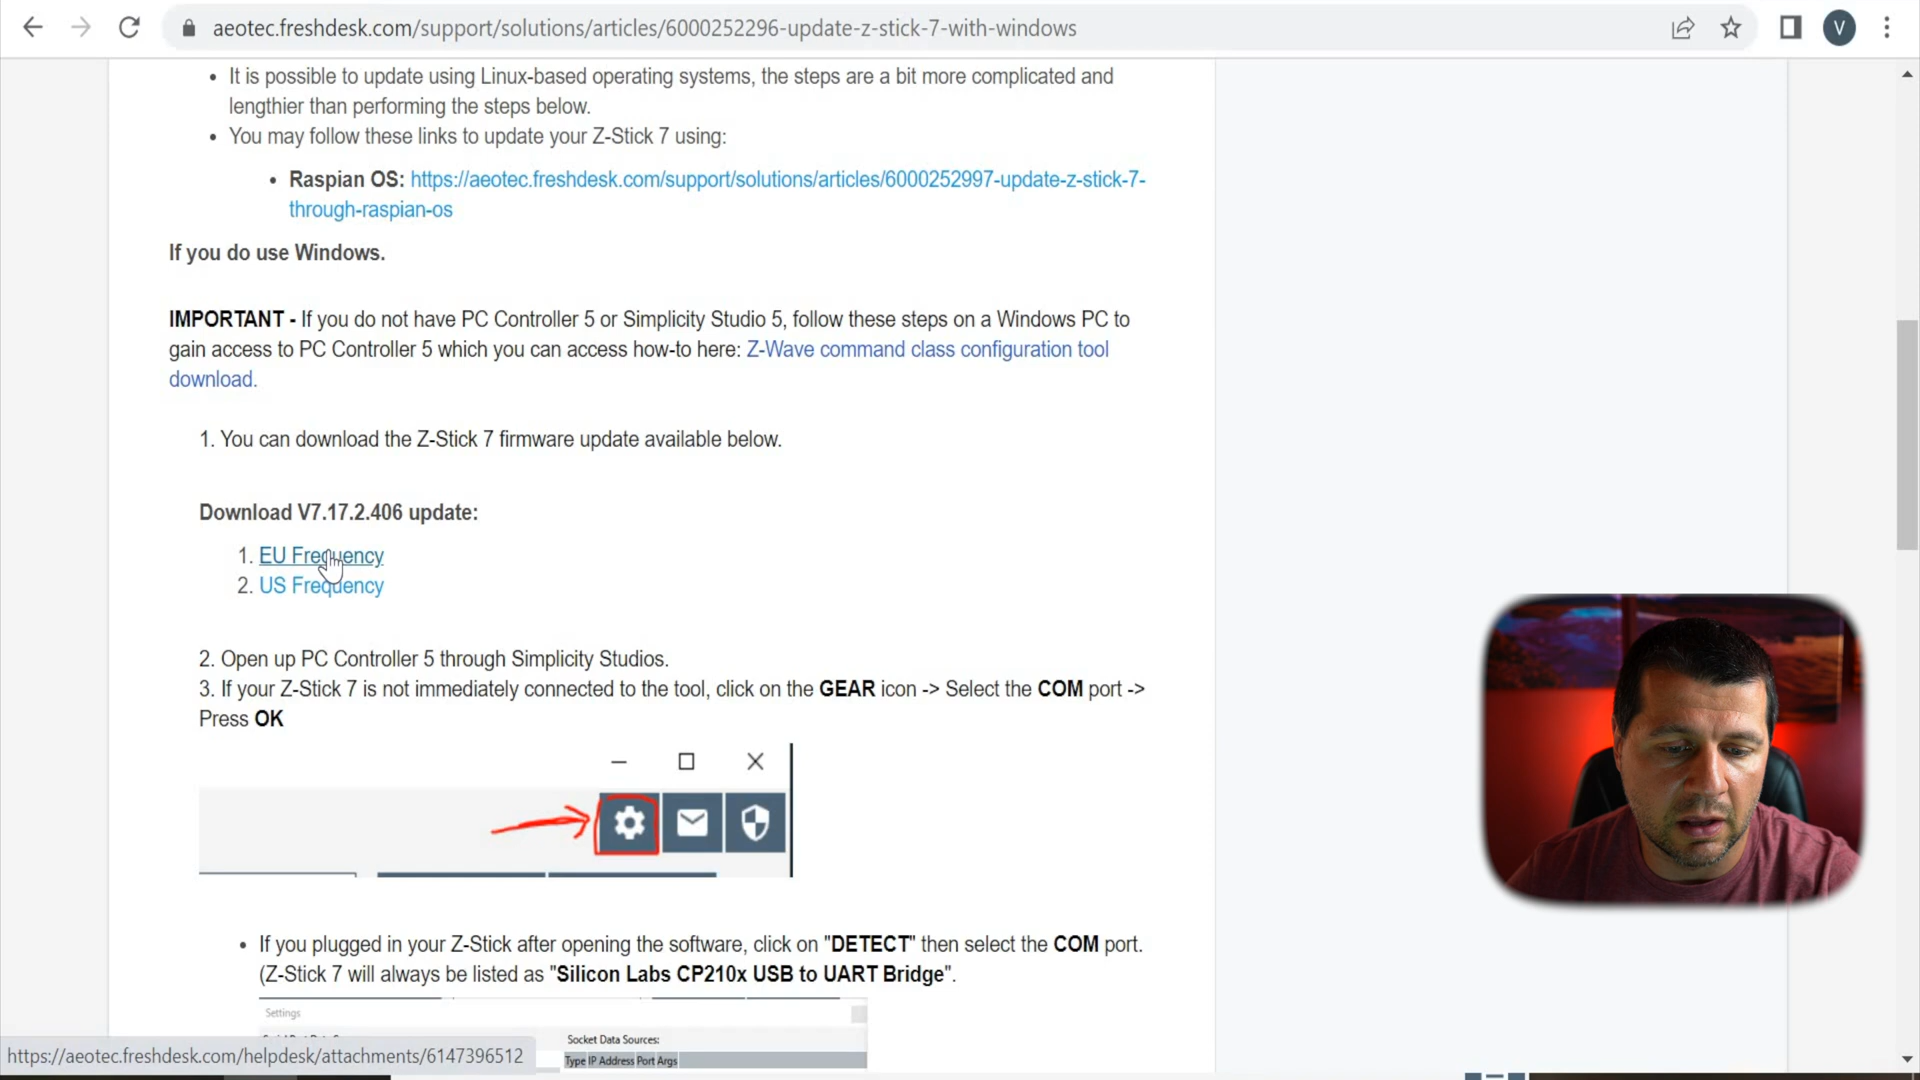 aeotec.freshdesk.com/support/solutions/articles/6000252296-update-z-stick-7-with-windows
V
• It is possible to update using Linux-based operating systems, the steps are a bit more complicated and
lengthier than performing the steps below.
• You may follow these links to update your Z-Stick 7 using:
• Raspian OS: https://aeotec.freshdesk.com/support/solutions/articles/6000252997-update-z-stick-7-
through-raspian-os
If you do use Windows.
IMPORTANT - If you do not have PC Controller 5 or Simplicity Studio 5, follow these steps on a Windows PC to
gain access to PC Controller 5 which you can access how-to here: Z-Wave command class configuration tool
download.
1. You can download the Z-Stick 7 firmware update available below.
Download V7.17.2.406 update:
1. EU Frequency
2. US Frequency
2. Open up PC Controller 5 through Simplicity Studios.
3. If your Z-Stick 7 is not immediately connected to the tool, click on the GEAR icon -> Select the COM port ->
Press OK
• If you plugged in your Z-Stick after opening the software, click on "DETECT" then select the COM port.
(Z-Stick 7 will always be listed as "Silicon Labs CP210x USB to UART Bridge".
Settings
Socket Data Sources:
Type IP Address Port Args
https://aeotec.freshdesk.com/helpdesk/attachments/6147396512